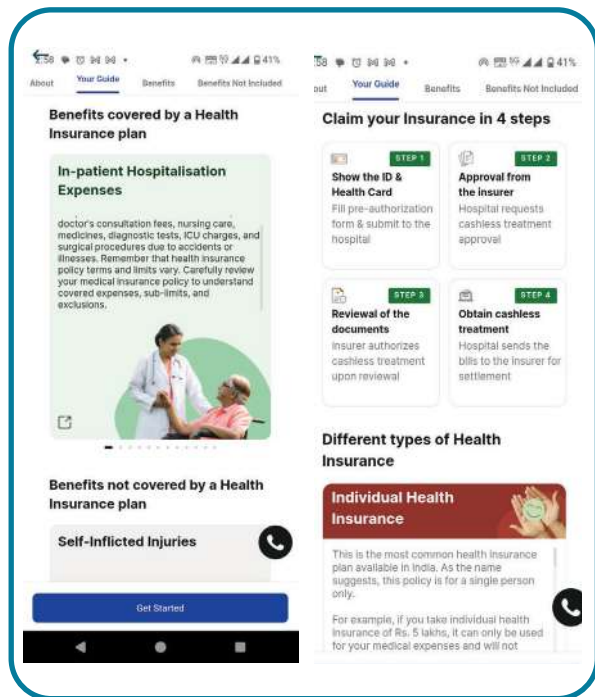 2:58
41%
About Your Guide Benefits Benefits Not Included
Benefits covered by a Health
Insurance plan
In-patient Hospitalisation
Expenses
doctor's consultation fees, nursing care,
medicines, diagnostic tests, ICU charges, and
surgical procedures due to accidents or
illnesses. Remember that health insurance
policy terms and limits vary. Carefully review
your medical insurance policy to understand
covered expenses, sub-limits, and
exclusions.
Benefits not covered by a Health
Insurance plan
Self-Inflicted Injuries
Get Started
58
41%
out Your Guide Benefits Benefits Not Included
Claim your Insurance in 4 steps
STEP 1
Show the ID &
Health Card
Fill pre-authorization
form & submit to the
hospital
STEP 2
Approval from
the insurer
Hospital requests
cashless treatment
approval
STEP 3
Reviewal of the
documents
Insurer authorizes
cashless treatment
upon reviewal
STEP 4
Obtain cashless
treatment
Hospital sends the
bills to the insurer for
settlement
Different types of Health
Insurance
Individual Health
Insurance
This is the most common health insurance
plan available in India. As the name
suggests, this policy is for a single person
only.
For example, if you take individual health
insurance of Rs. 5 lakhs, it can only be used
for your medical expenses and will not